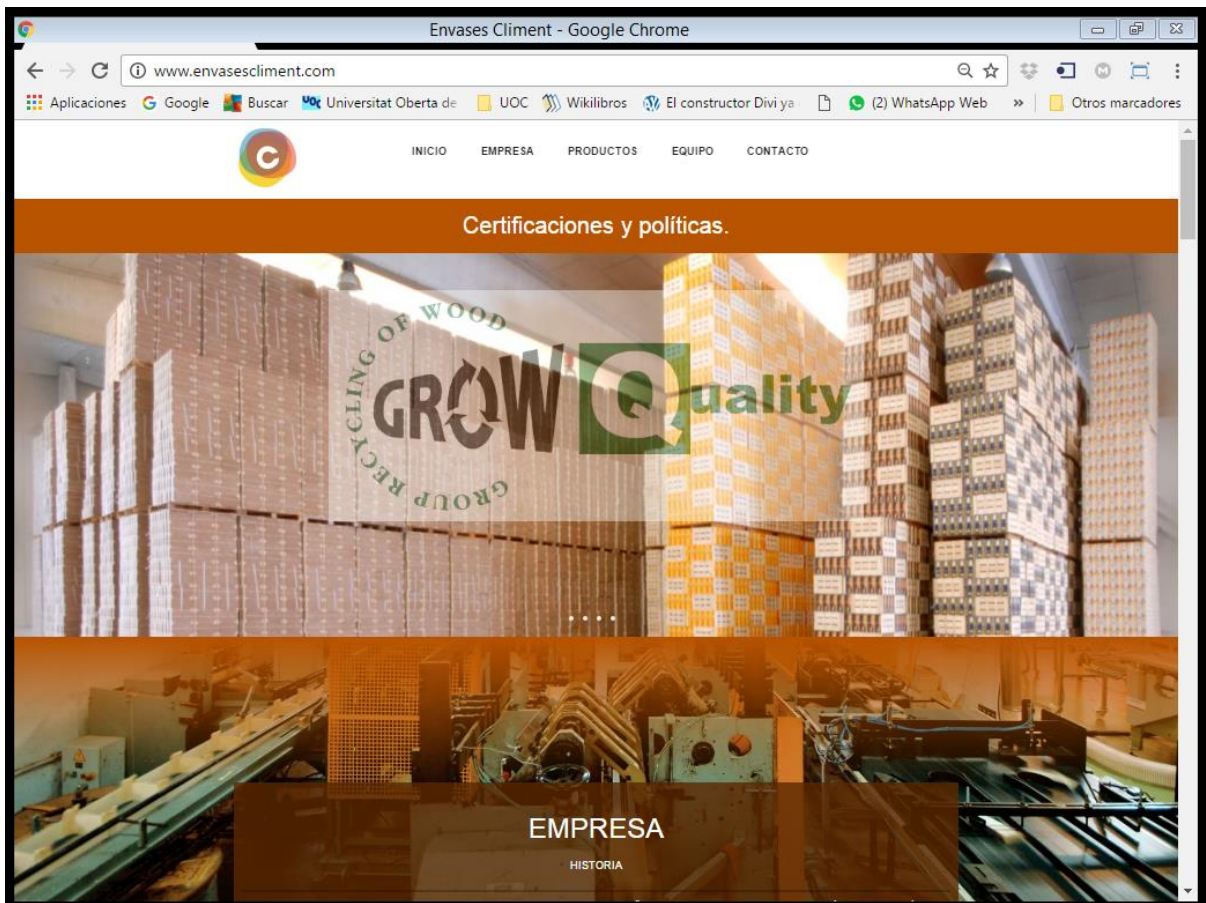 Envases Climent - Google Chrome
www.envasescliment.com
Aplicaciones Google Buscar UOC Universitat Oberta de UOC Wikilibros El constructor Divi ya (2) WhatsApp Web » Otros marcadores
C INICIO EMPRESA PRODUCTOS EQUIPO CONTACTO
Certificaciones y políticas.
GROUP RECYCLING OF WOOD
GROW Quality
EMPRESA
HISTORIA